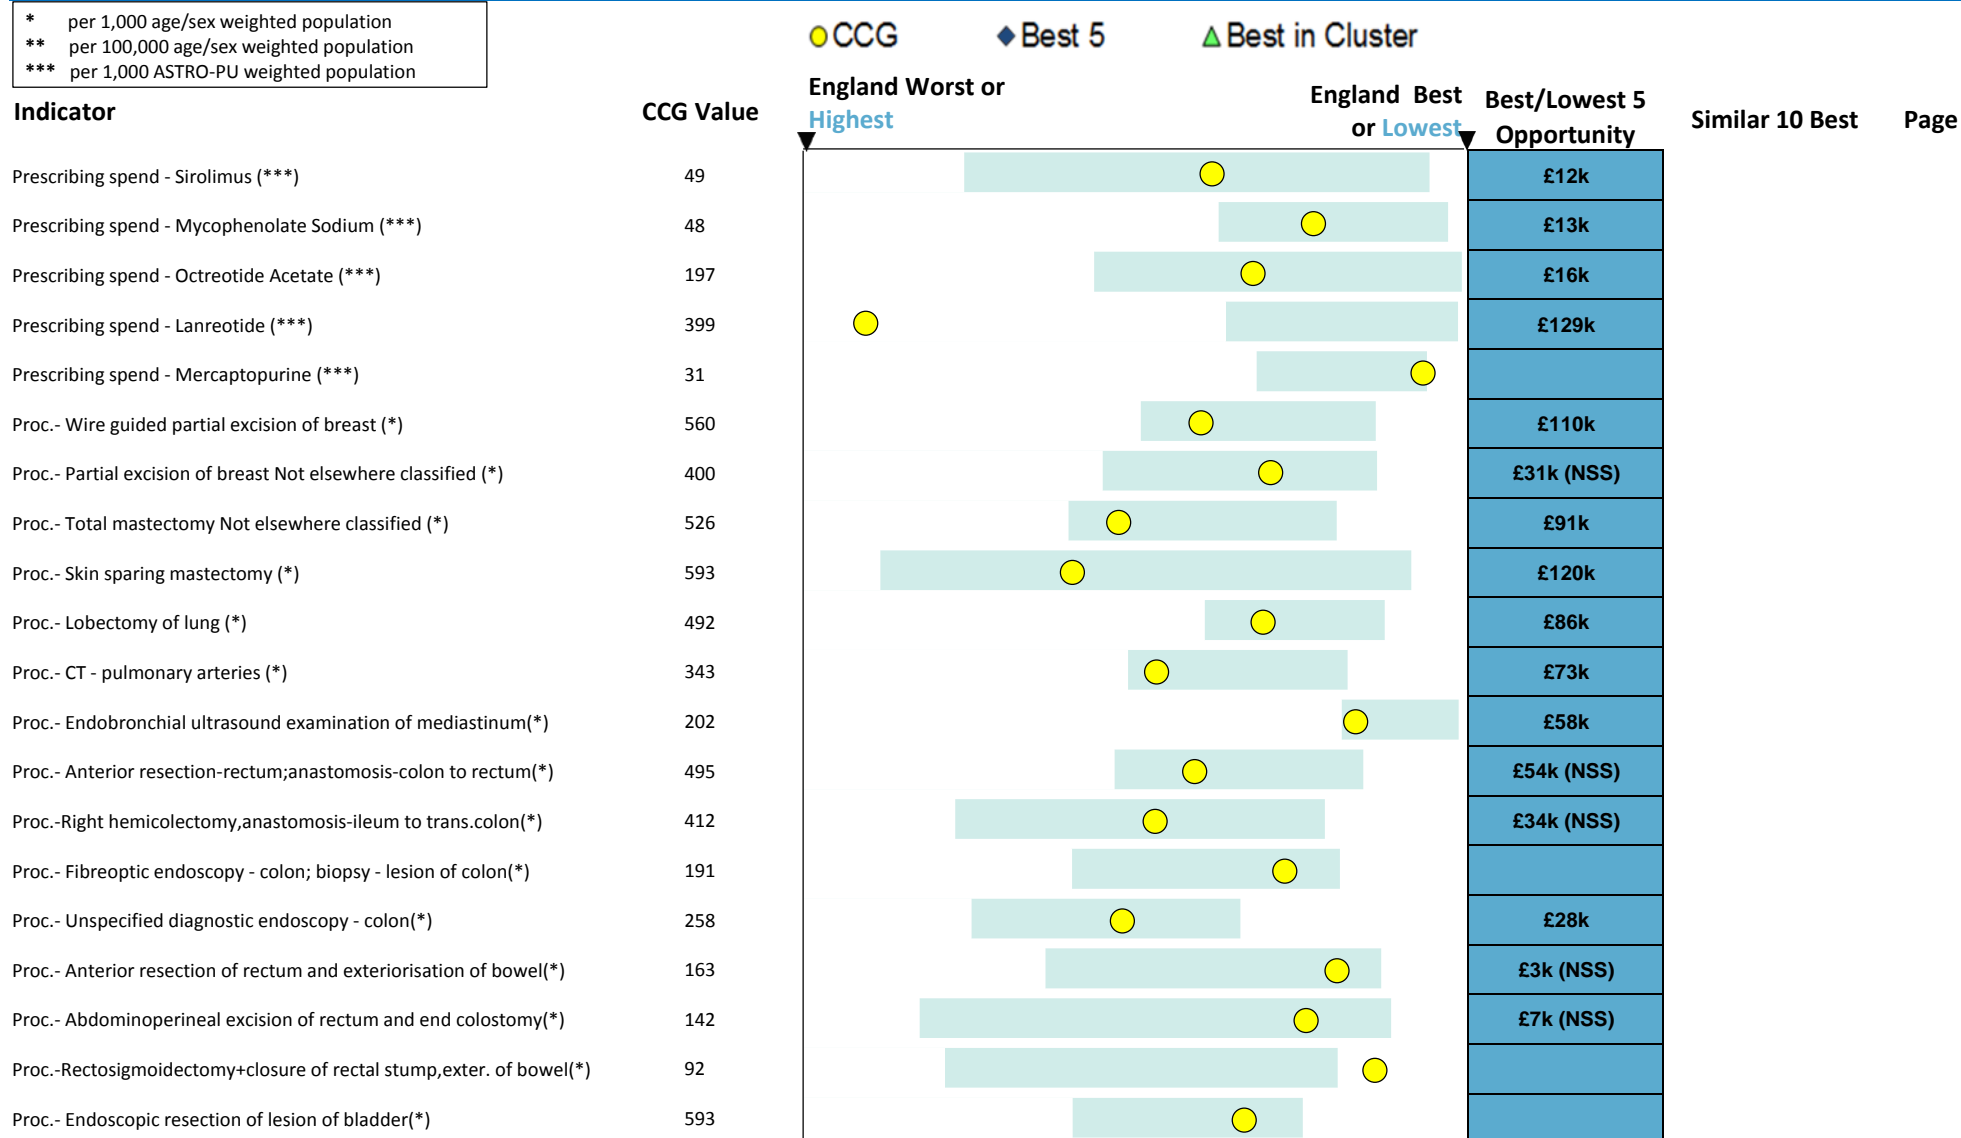 * per 1,000 age/sex weighted population
** per 100,000 age/sex weighted population
*** per 1,000 ASTRO-PU weighted population
CCG Best 5 Best in Cluster
Indicator CCG Value England Worst or Highest England Best or Lowest Best/Lowest 5 Opportunity Similar 10 Best Page
Prescribing spend - Sirolimus (***) 49 £12k
Prescribing spend - Mycophenolate Sodium (***) 48 £13k
Prescribing spend - Octreotide Acetate (***) 197 £16k
Prescribing spend - Lanreotide (***) 399 £129k
Prescribing spend - Mercaptopurine (***) 31
Proc.- Wire guided partial excision of breast (*) 560 £110k
Proc.- Partial excision of breast Not elsewhere classified (*) 400 £31k (NSS)
Proc.- Total mastectomy Not elsewhere classified (*) 526 £91k
Proc.- Skin sparing mastectomy (*) 593 £120k
Proc.- Lobectomy of lung (*) 492 £86k
Proc.- CT - pulmonary arteries (*) 343 £73k
Proc.- Endobronchial ultrasound examination of mediastinum(*) 202 £58k
Proc.- Anterior resection-rectum;anastomosis-colon to rectum(*) 495 £54k (NSS)
Proc.-Right hemicolectomy,anastomosis-ileum to trans.colon(*) 412 £34k (NSS)
Proc.- Fibreoptic endoscopy - colon; biopsy - lesion of colon(*) 191
Proc.- Unspecified diagnostic endoscopy - colon(*) 258 £28k
Proc.- Anterior resection of rectum and exteriorisation of bowel(*) 163 £3k (NSS)
Proc.- Abdominoperineal excision of rectum and end colostomy(*) 142 £7k (NSS)
Proc.-Rectosigmoidectomy+closure of rectal stump,exter. of bowel(*) 92
Proc.- Endoscopic resection of lesion of bladder(*) 593